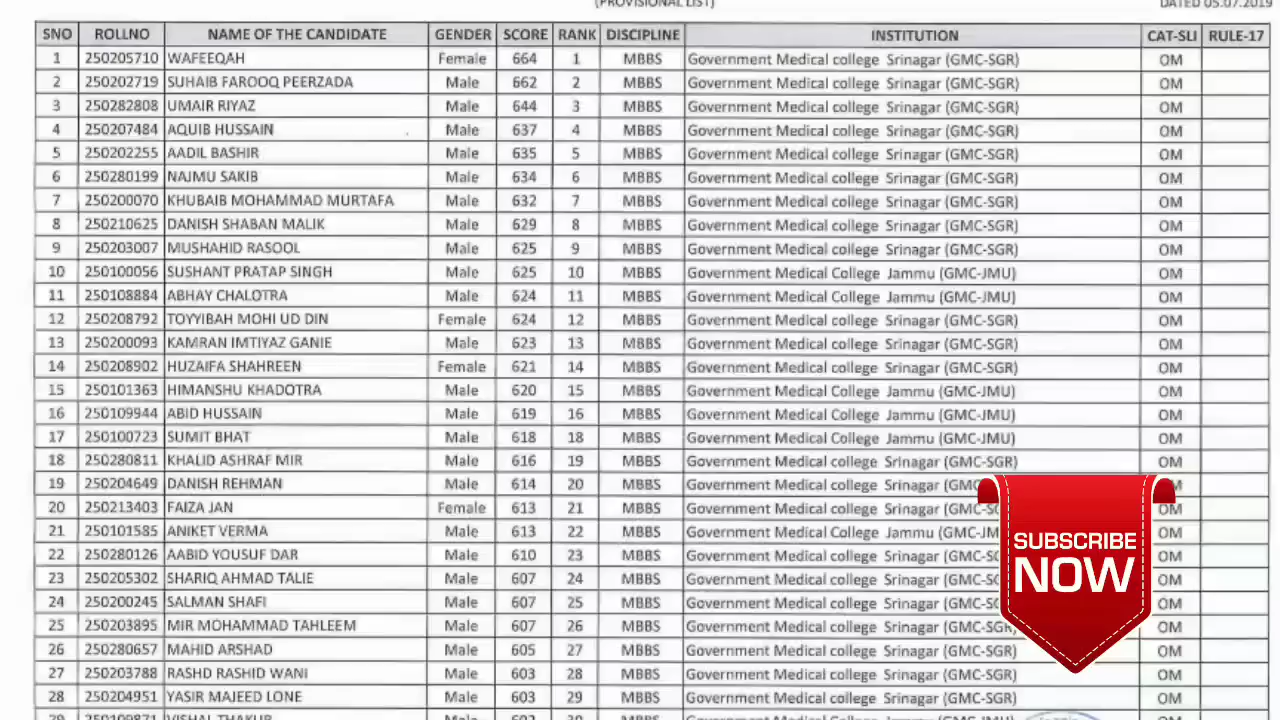 (PROVISIONAL LIST) DATED 05.07.2019
SNO ROLLNO NAME OF THE CANDIDATE GENDER SCORE RANK DISCIPLINE INSTITUTION CAT-SLI RULE-17
1 250205710 WAFEEQAH Female 664 1 MBBS Government Medical college Srinagar (GMC-SGR) OM
2 250202719 SUHAIB FAROOQ PEERZADA Male 662 2 MBBS Government Medical college Srinagar (GMC-SGR) OM
3 250282808 UMAIR RIYAZ Male 644 3 MBBS Government Medical college Srinagar (GMC-SGR) OM
4 250207484 AQUIB HUSSAIN Male 637 4 MBBS Government Medical college Srinagar (GMC-SGR) OM
5 250202255 AADIL BASHIR Male 635 5 MBBS Government Medical college Srinagar (GMC-SGR) OM
6 250280199 NAJMU SAKIB Male 634 6 MBBS Government Medical college Srinagar (GMC-SGR) OM
7 250200070 KHUBAIB MOHAMMAD MURTAFA Male 632 7 MBBS Government Medical college Srinagar (GMC-SGR) OM
8 250210625 DANISH SHABAN MALIK Male 629 8 MBBS Government Medical college Srinagar (GMC-SGR) OM
9 250203007 MUSHAHID RASOOL Male 625 9 MBBS Government Medical college Srinagar (GMC-SGR) OM
10 250100056 SUSHANT PRATAP SINGH Male 625 10 MBBS Government Medical College Jammu (GMC-JMU) OM
11 250108884 ABHAY CHALOTRA Male 624 11 MBBS Government Medical College Jammu (GMC-JMU) OM
12 250208792 TOYYIBAH MOHI UD DIN Female 624 12 MBBS Government Medical college Srinagar (GMC-SGR) OM
13 250200093 KAMRAN IMTIYAZ GANIE Male 623 13 MBBS Government Medical college Srinagar (GMC-SGR) OM
14 250208902 HUZAIFA SHAHREEN Female 621 14 MBBS Government Medical college Srinagar (GMC-SGR) OM
15 250101363 HIMANSHU KHADOTRA Male 620 15 MBBS Government Medical College Jammu (GMC-JMU) OM
16 250109944 ABID HUSSAIN Male 619 16 MBBS Government Medical College Jammu (GMC-JMU) OM
17 250100723 SUMIT BHAT Male 618 18 MBBS Government Medical College Jammu (GMC-JMU) OM
18 250280811 KHALID ASHRAF MIR Male 616 19 MBBS Government Medical college Srinagar (GMC-SGR) OM
19 250204649 DANISH REHMAN Male 614 20 MBBS Government Medical college Srinagar
20 250213403 FAIZA JAN Female 613 21 MBBS Government Medical college Srinagar OM
21 250101585 ANIKET VERMA Male 613 22 MBBS Government Medical College Jammu OM
22 250280126 AABID YOUSUF DAR Male 610 23 MBBS Government Medical college Srinagar OM
23 250205302 SHARIQ AHMAD TALIE Male 607 24 MBBS Government Medical college Srinagar OM
24 250200245 SALMAN SHAFI Male 607 25 MBBS Government Medical college Srinagar OM
25 250203895 MIR MOHAMMAD TAHLEEM Male 607 26 MBBS Government Medical college Srinagar (GMC-SGR) OM
26 250280657 MAHID ARSHAD Male 605 27 MBBS Government Medical college Srinagar (GMC-SGR) OM
27 250203788 RASHD RASHID WANI Male 603 28 MBBS Government Medical college Srinagar (GMC-SGR) OM
28 250204951 YASIR MAJEED LONE Male 603 29 MBBS Government Medical college Srinagar (GMC-SGR) OM
SUBSCRIBE
NOW